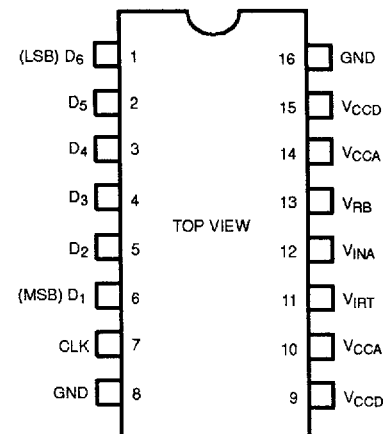 (LSB) D6 1 16 GND
D5 2 15 VCCD
D4 3 14 VCCA
D3 4 13 VRB
TOP VIEW
D2 5 12 VINA
(MSB) D1 6 11 VIRT
CLK 7 10 VCCA
GND 8 9 VCCD